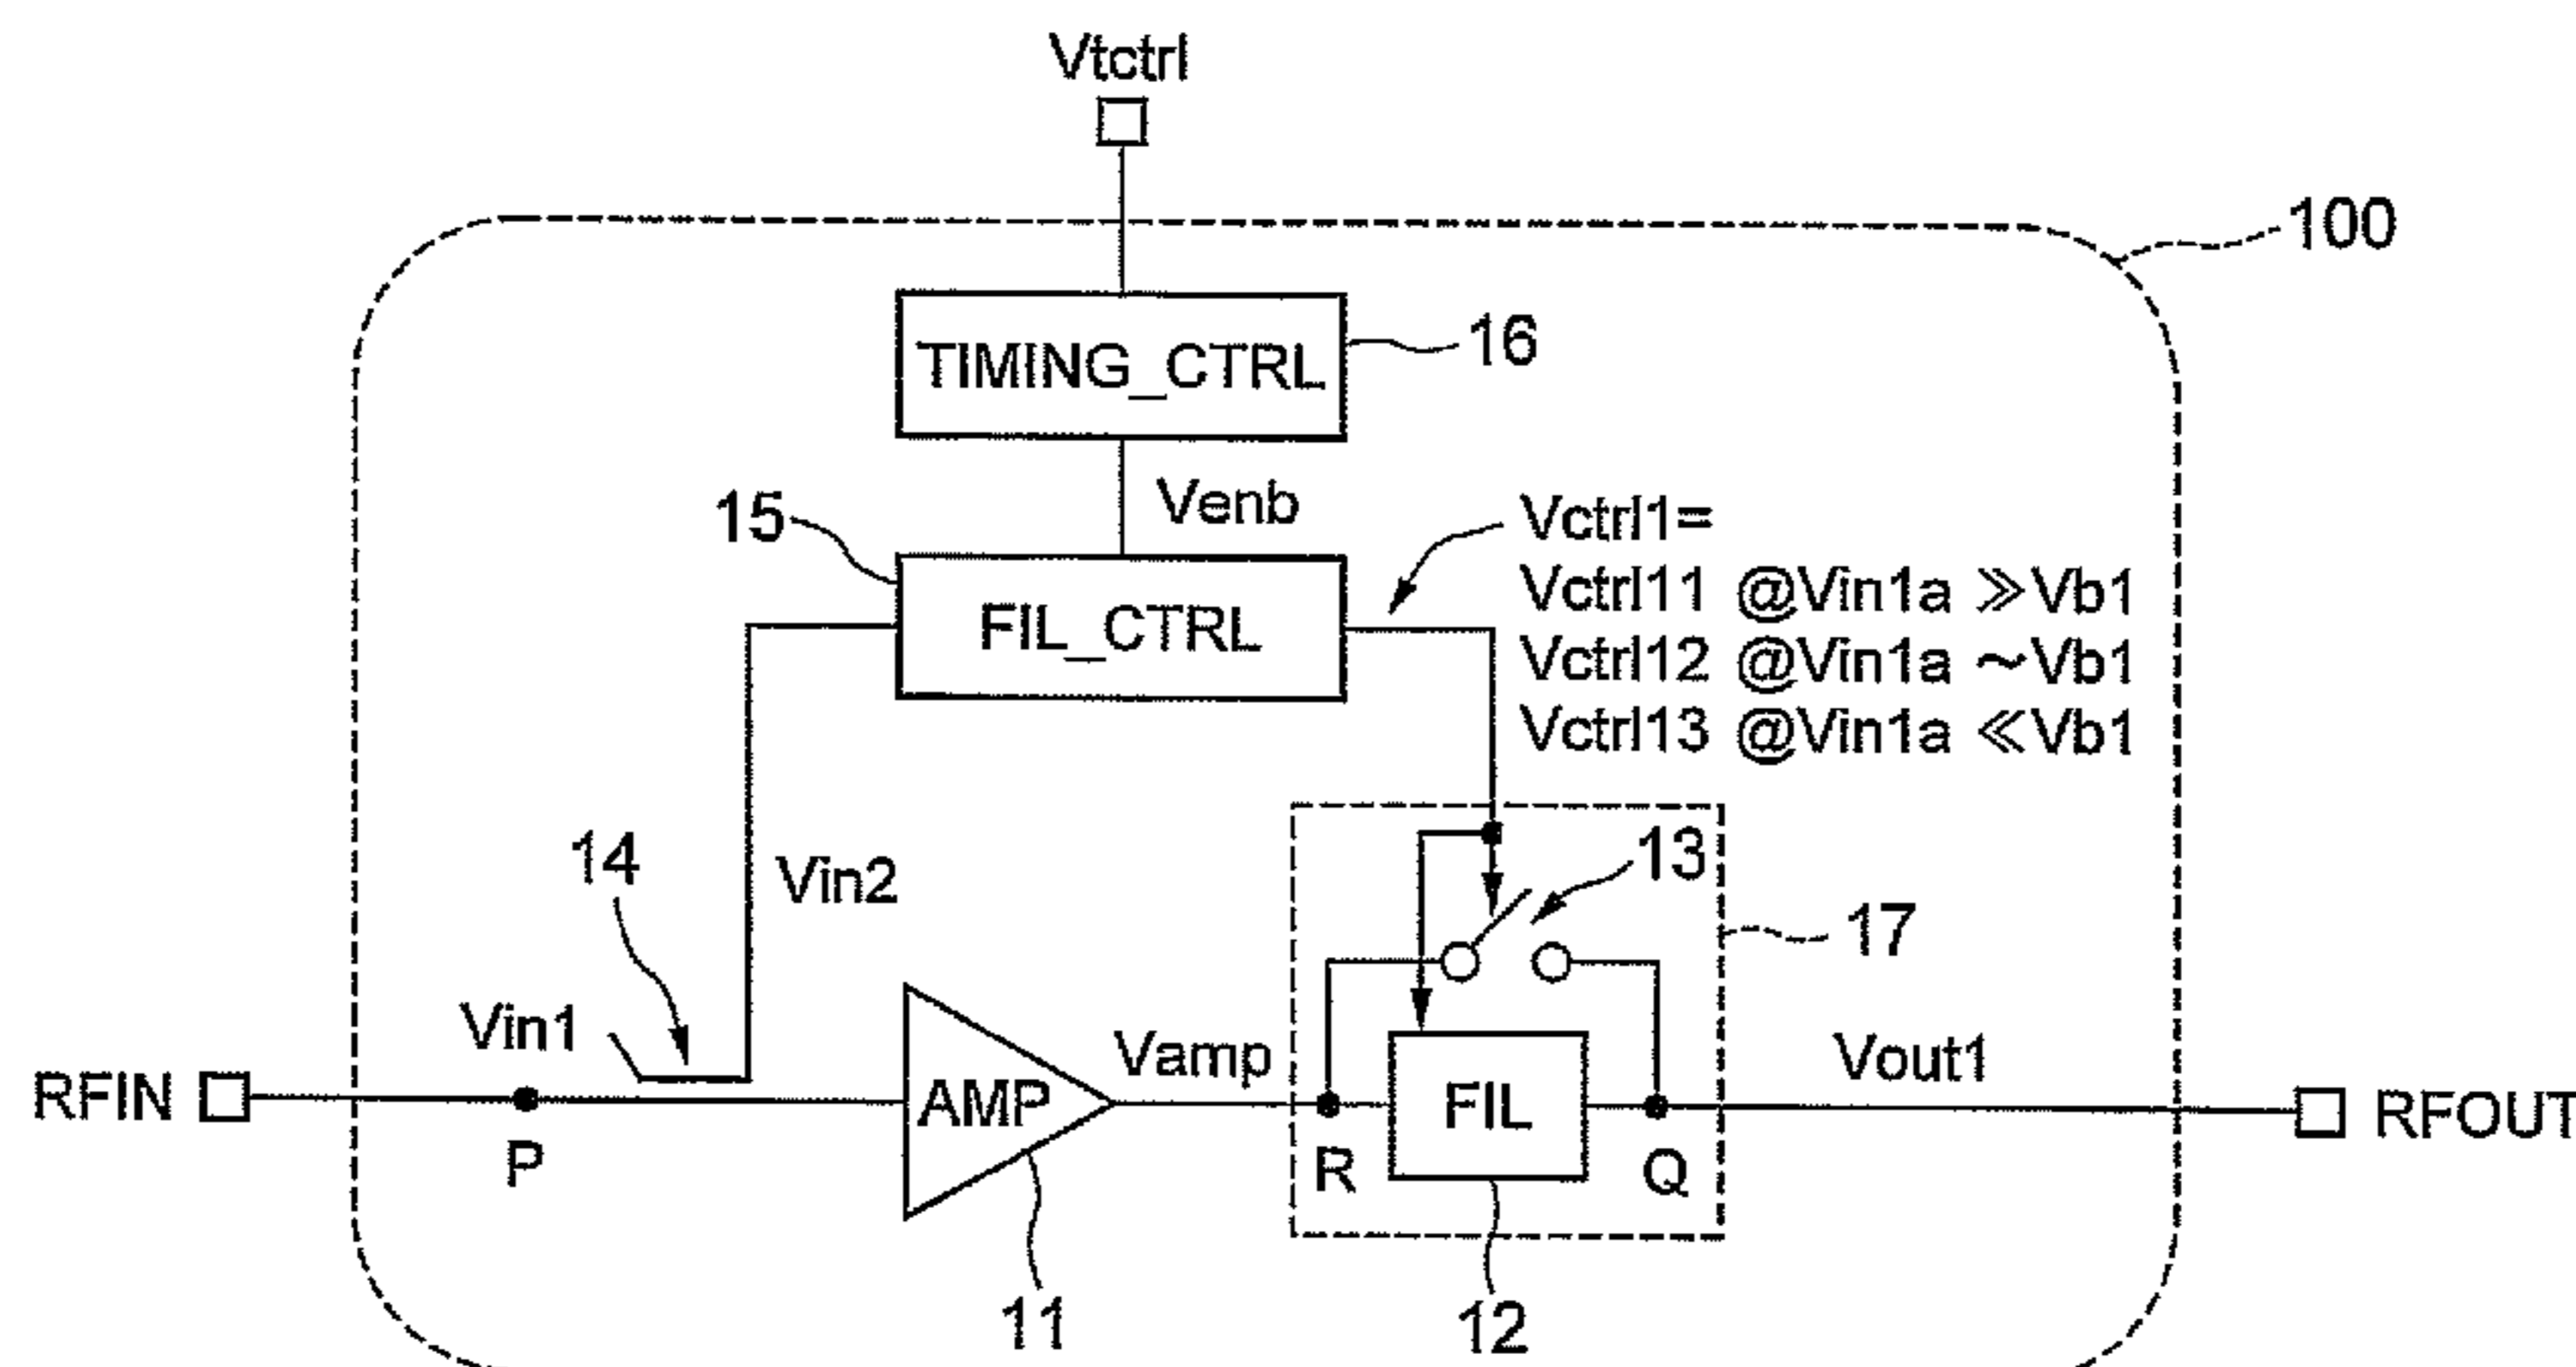 Vtctrl
100
TIMING_CTRL
16
Venb
15
FIL_CTRL
Vctrl1=
Vctrl11 @Vin1a ≫Vb1
Vctrl12 @Vin1a ~Vb1
Vctrl13 @Vin1a ≪Vb1
14
Vin2
13
17
Vin1
Vamp
Vout1
RFIN
AMP
FIL
RFOUT
P
R
Q
11
12